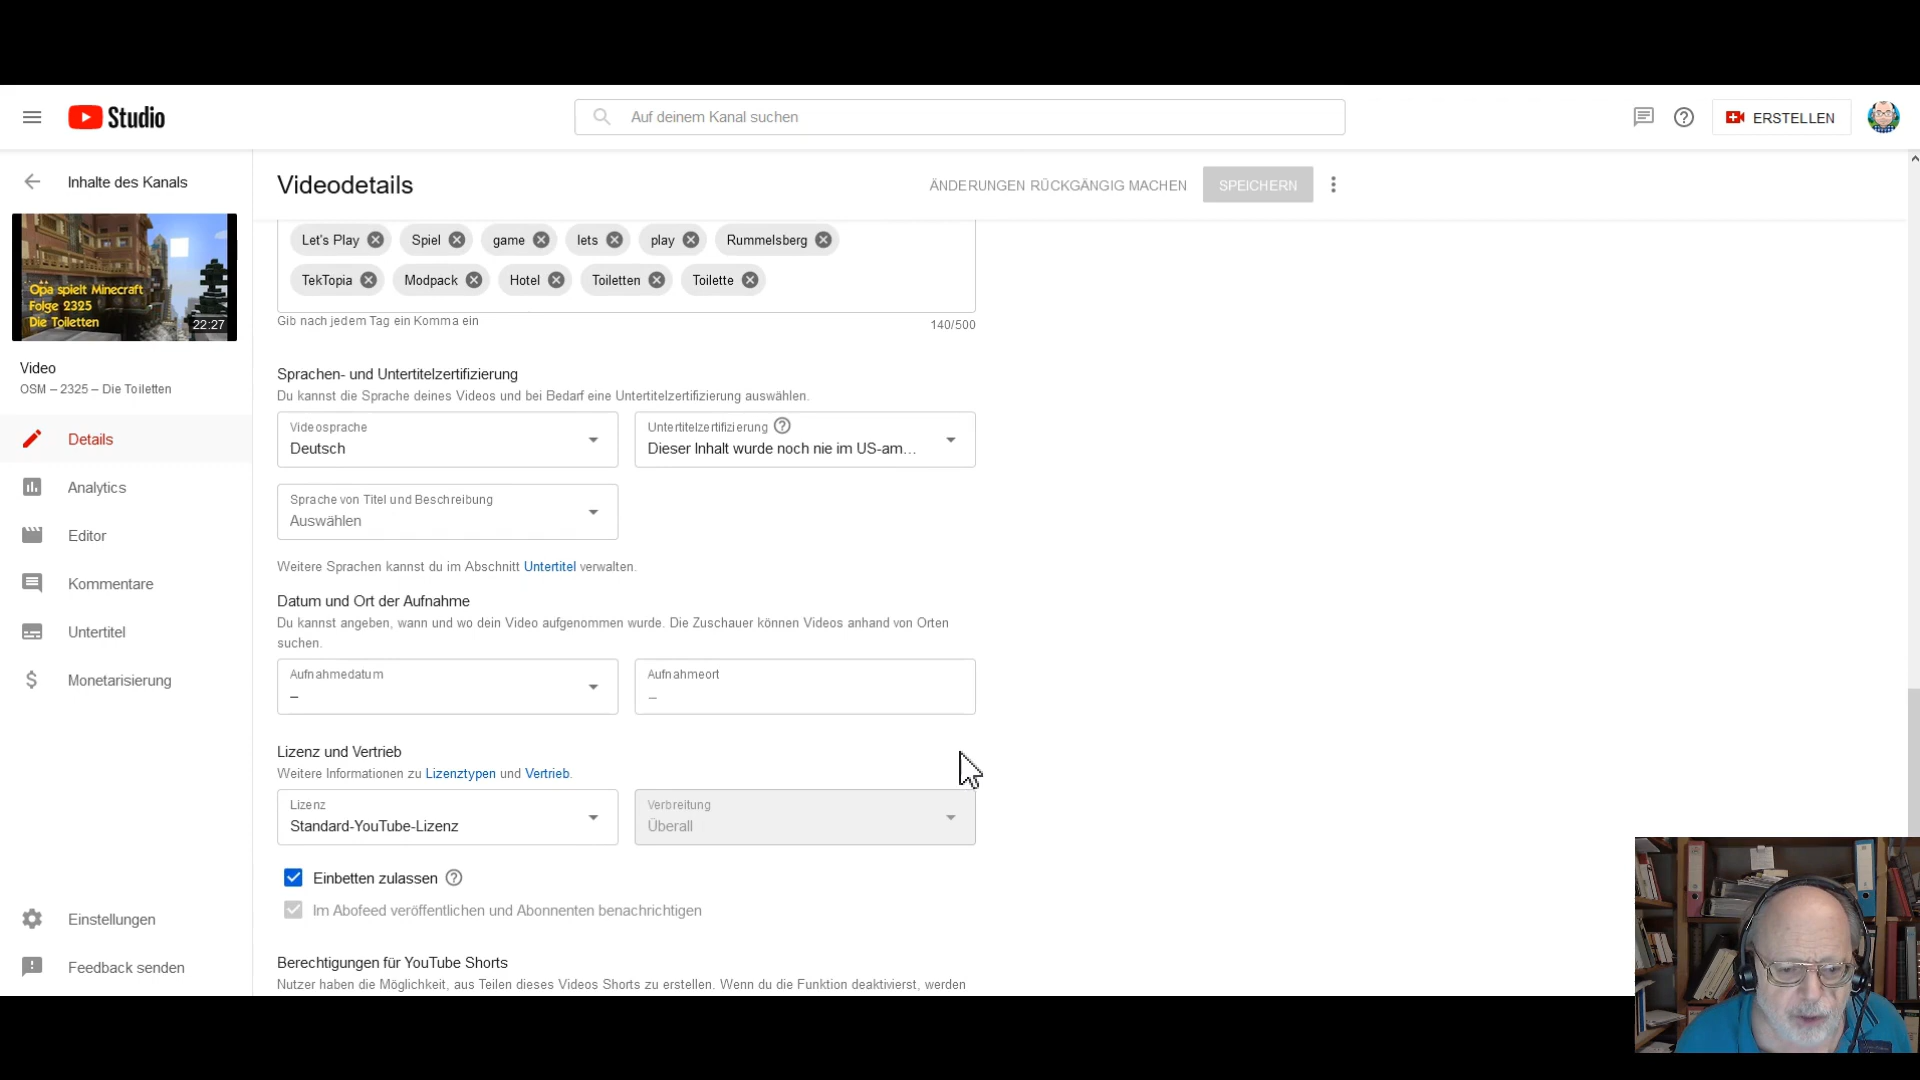 Studio
Auf deinem Kanal suchen
ERSTELLEN
Inhalte des Kanals
Opa spielt Minecraft
Folge 2325
Die Toiletten
22:27
Video
OSM – 2325 – Die Toiletten
Details
Analytics
Editor
Kommentare
Untertitel
Monetarisierung
Einstellungen
Feedback senden
Videodetails
ÄNDERUNGEN RÜCKGÄNGIG MACHEN
SPEICHERN
Let's Play Spiel game lets play Rummelsberg
TekTopia Modpack Hotel Toiletten Toilette
Gib nach jedem Tag ein Komma ein
140/500
Sprachen- und Untertitelzertifizierung
Du kannst die Sprache deines Videos und bei Bedarf eine Untertitelzertifizierung auswählen.
Videosprache
Deutsch
Untertitelzertifizierung
Dieser Inhalt wurde noch nie im US-am...
Sprache von Titel und Beschreibung
Auswählen
Weitere Sprachen kannst du im Abschnitt Untertitel verwalten.
Datum und Ort der Aufnahme
Du kannst angeben, wann und wo dein Video aufgenommen wurde. Die Zuschauer können Videos anhand von Orten
suchen.
Aufnahmedatum
–
Aufnahmeort
–
Lizenz und Vertrieb
Weitere Informationen zu Lizenztypen und Vertrieb.
Lizenz
Standard-YouTube-Lizenz
Verbreitung
Überall
Einbetten zulassen
Im Abofeed veröffentlichen und Abonnenten benachrichtigen
Berechtigungen für YouTube Shorts
Nutzer haben die Möglichkeit, aus Teilen dieses Videos Shorts zu erstellen. Wenn du die Funktion deaktivierst, werden